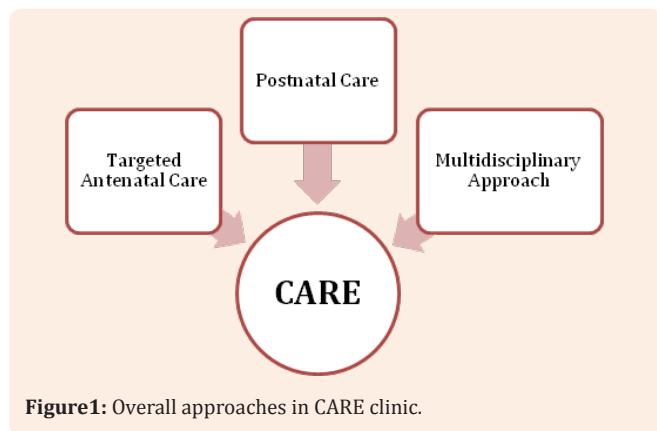 Postnatal Care
Targeted
Antenatal Care
Multidisciplinary
Approach
CARE
Figure1: Overall approaches in CARE clinic.